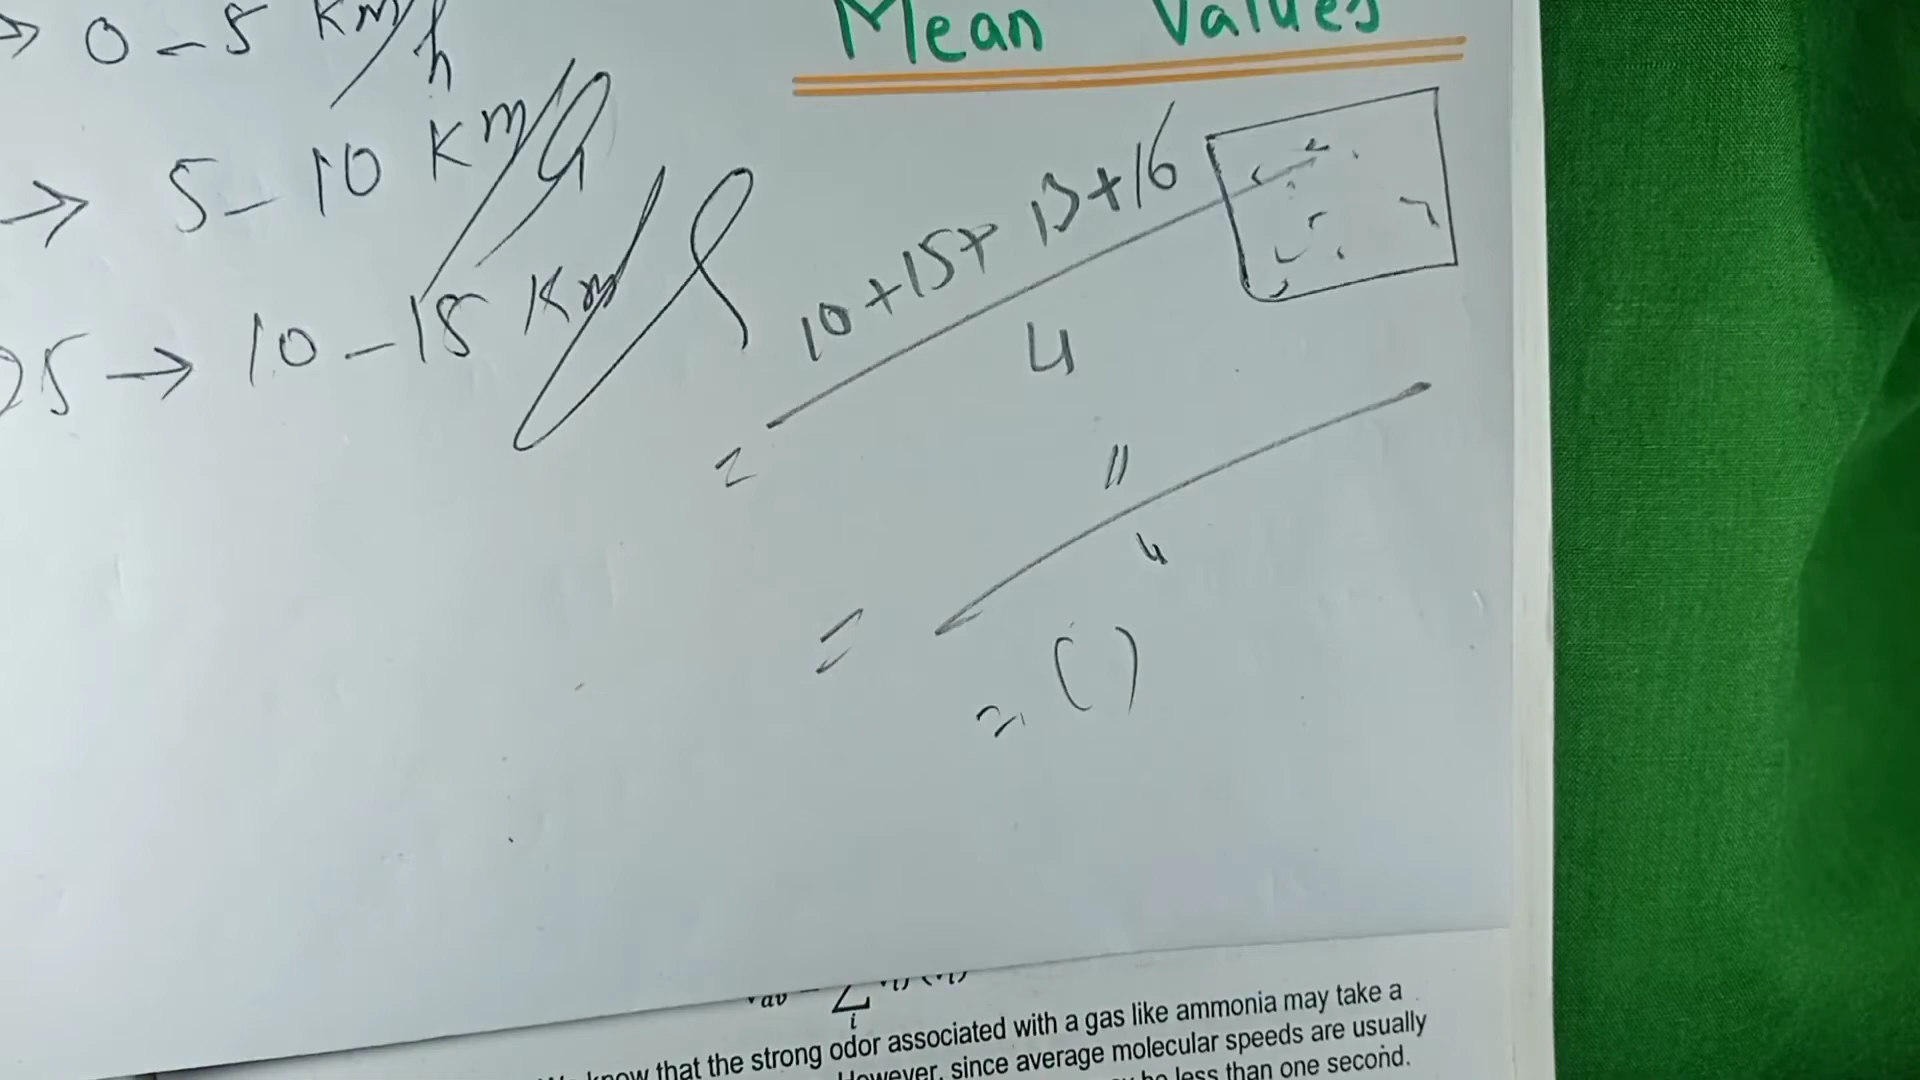 → 0-5 Km/h
Mean Values
→ 5-10 Km/h
25 → 10-15 Km/h
= 10+15+13+16
4
= 11
4
= ( )
av
i
know that the strong odor associated with a gas like ammonia may take a
However, since average molecular speeds are usually
be less than one second.